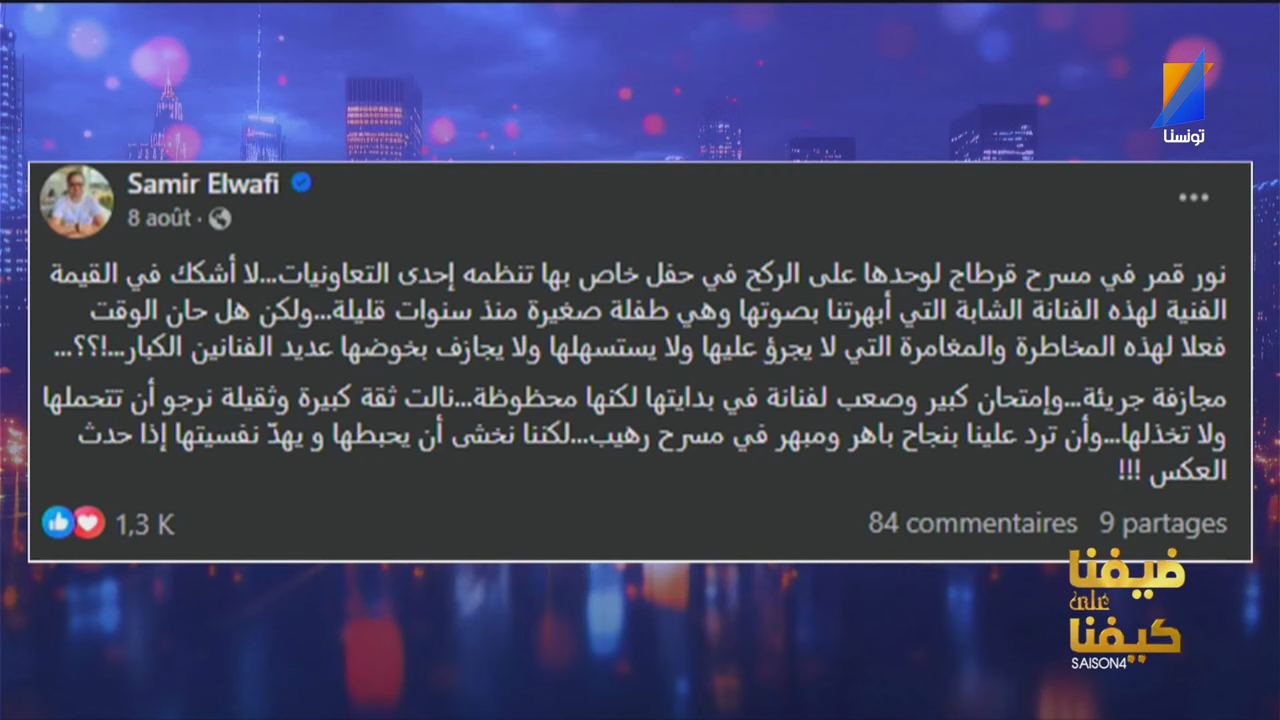 تونسنا
Samir Elwafi
8 août ·
نور قمر في مسرح قرطاج لوحدها على الركح في حفل خاص بها تنظمه إحدى التعاونيات...لا أشكك في القيمة
الفنية لهذه الفنانة الشابة التي أبهرتنا بصوتها وهي طفلة صغيرة منذ سنوات قليلة...ولكن هل حان الوقت
فعلا لهذه المخاطرة والمغامرة التي لا يجرؤ عليها ولا يستسهلها ولا يجازف بخوضها عديد الفنانين الكبار...!؟؟...
مجازفة جريئة...وإمتحان كبير وصعب لفنانة في بدايتها لكنها محظوظة...نالت ثقة كبيرة وثقيلة نرجو أن تتحملها
ولا تخذلها...وأن ترد علينا بنجاح باهر ومبهر في مسرح رهيب...لكننا نخشى أن يحبطها و يهدّ نفسيتها إذا حدث
العكس !!!
1,3 K 84 commentaires 9 partages
ضيفنا
على
كيفنا
SAISON4